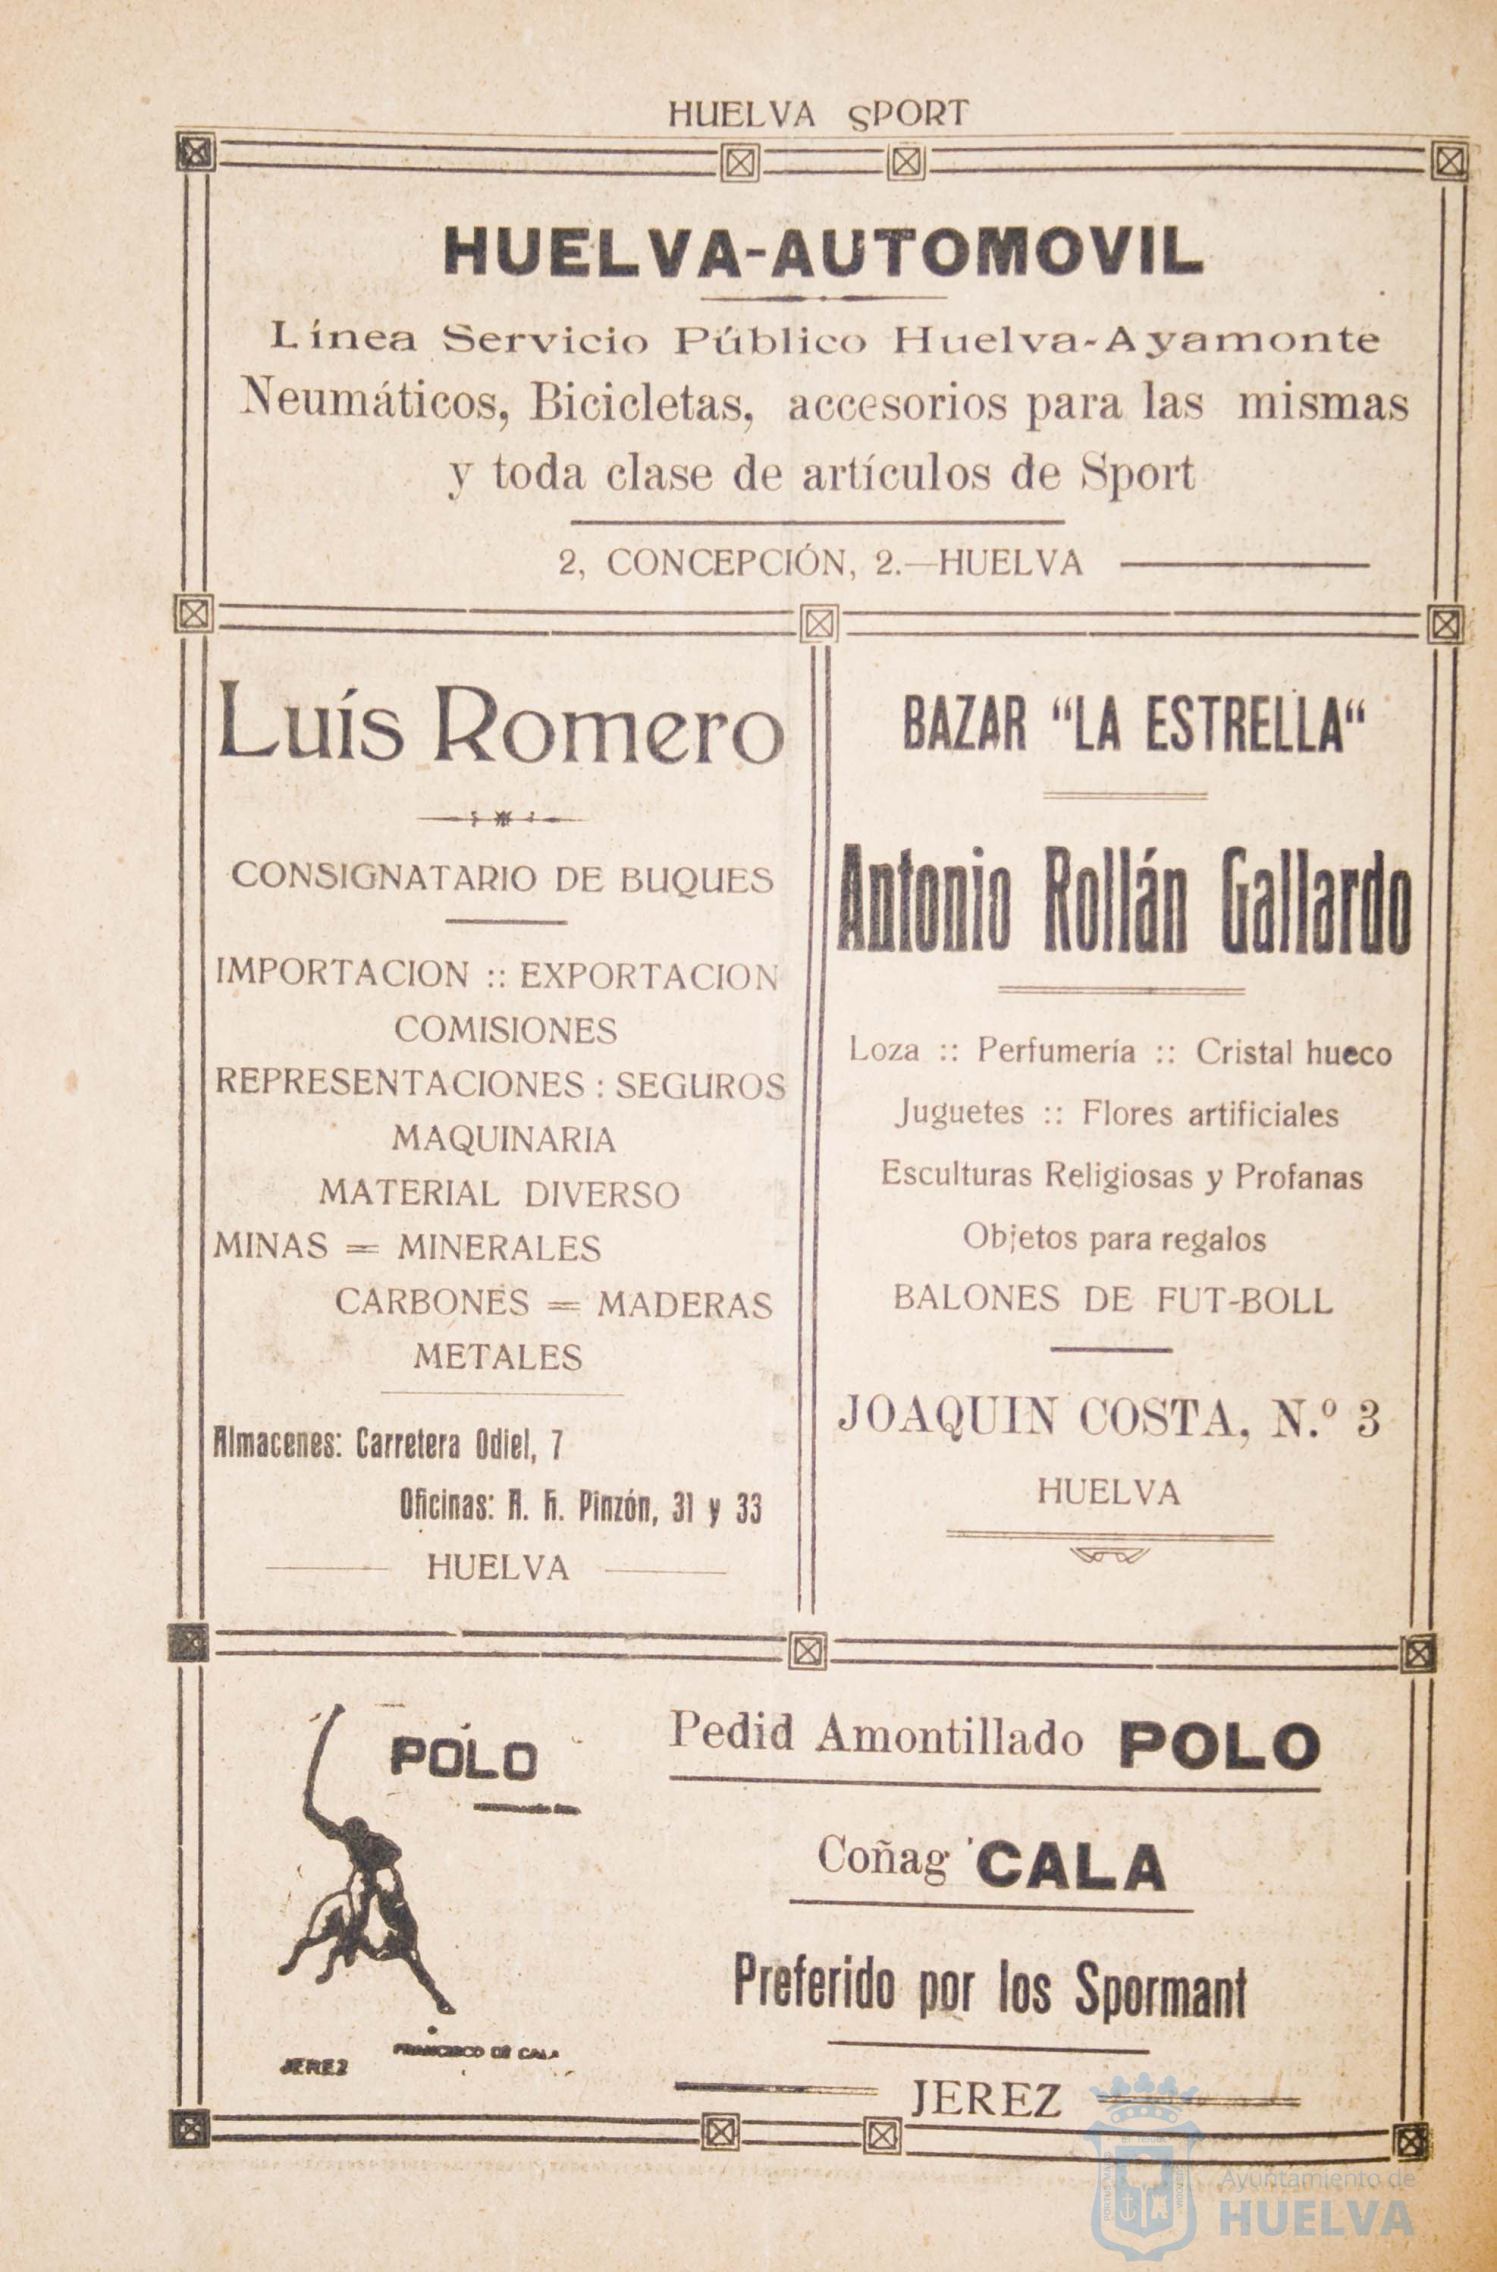 HUELVA SPORT
HUELVA-AUTOMOVIL
Línea Servicio Público Huelva-Ayamonte
Neumáticos, Bicicletas, accesorios para las mismas
y toda clase de artículos de Sport
2, CONCEPCIÓN, 2.—HUELVA
Luís Romero
CONSIGNATARIO DE BUQUES
IMPORTACION :: EXPORTACION
COMISIONES
REPRESENTACIONES : SEGUROS
MAQUINARIA
MATERIAL DIVERSO
MINAS = MINERALES
CARBONES = MADERAS
METALES
Almacenes: Carretera Odiel, 7
Oficinas: A. H. Pinzón, 31 y 33
HUELVA
BAZAR “LA ESTRELLA“
Antonio Rollán Gallardo
Loza :: Perfumería :: Cristal hueco
Juguetes :: Flores artificiales
Esculturas Religiosas y Profanas
Objetos para regalos
BALONES DE FUT-BOLL
JOAQUIN COSTA, N.º 3
HUELVA
POLO
JEREZ
FRANCISCO DE CALA
Pedid Amontillado POLO
Coñag CALA
Preferido por los Spormant
JEREZ
Ayuntamiento de
HUELVA